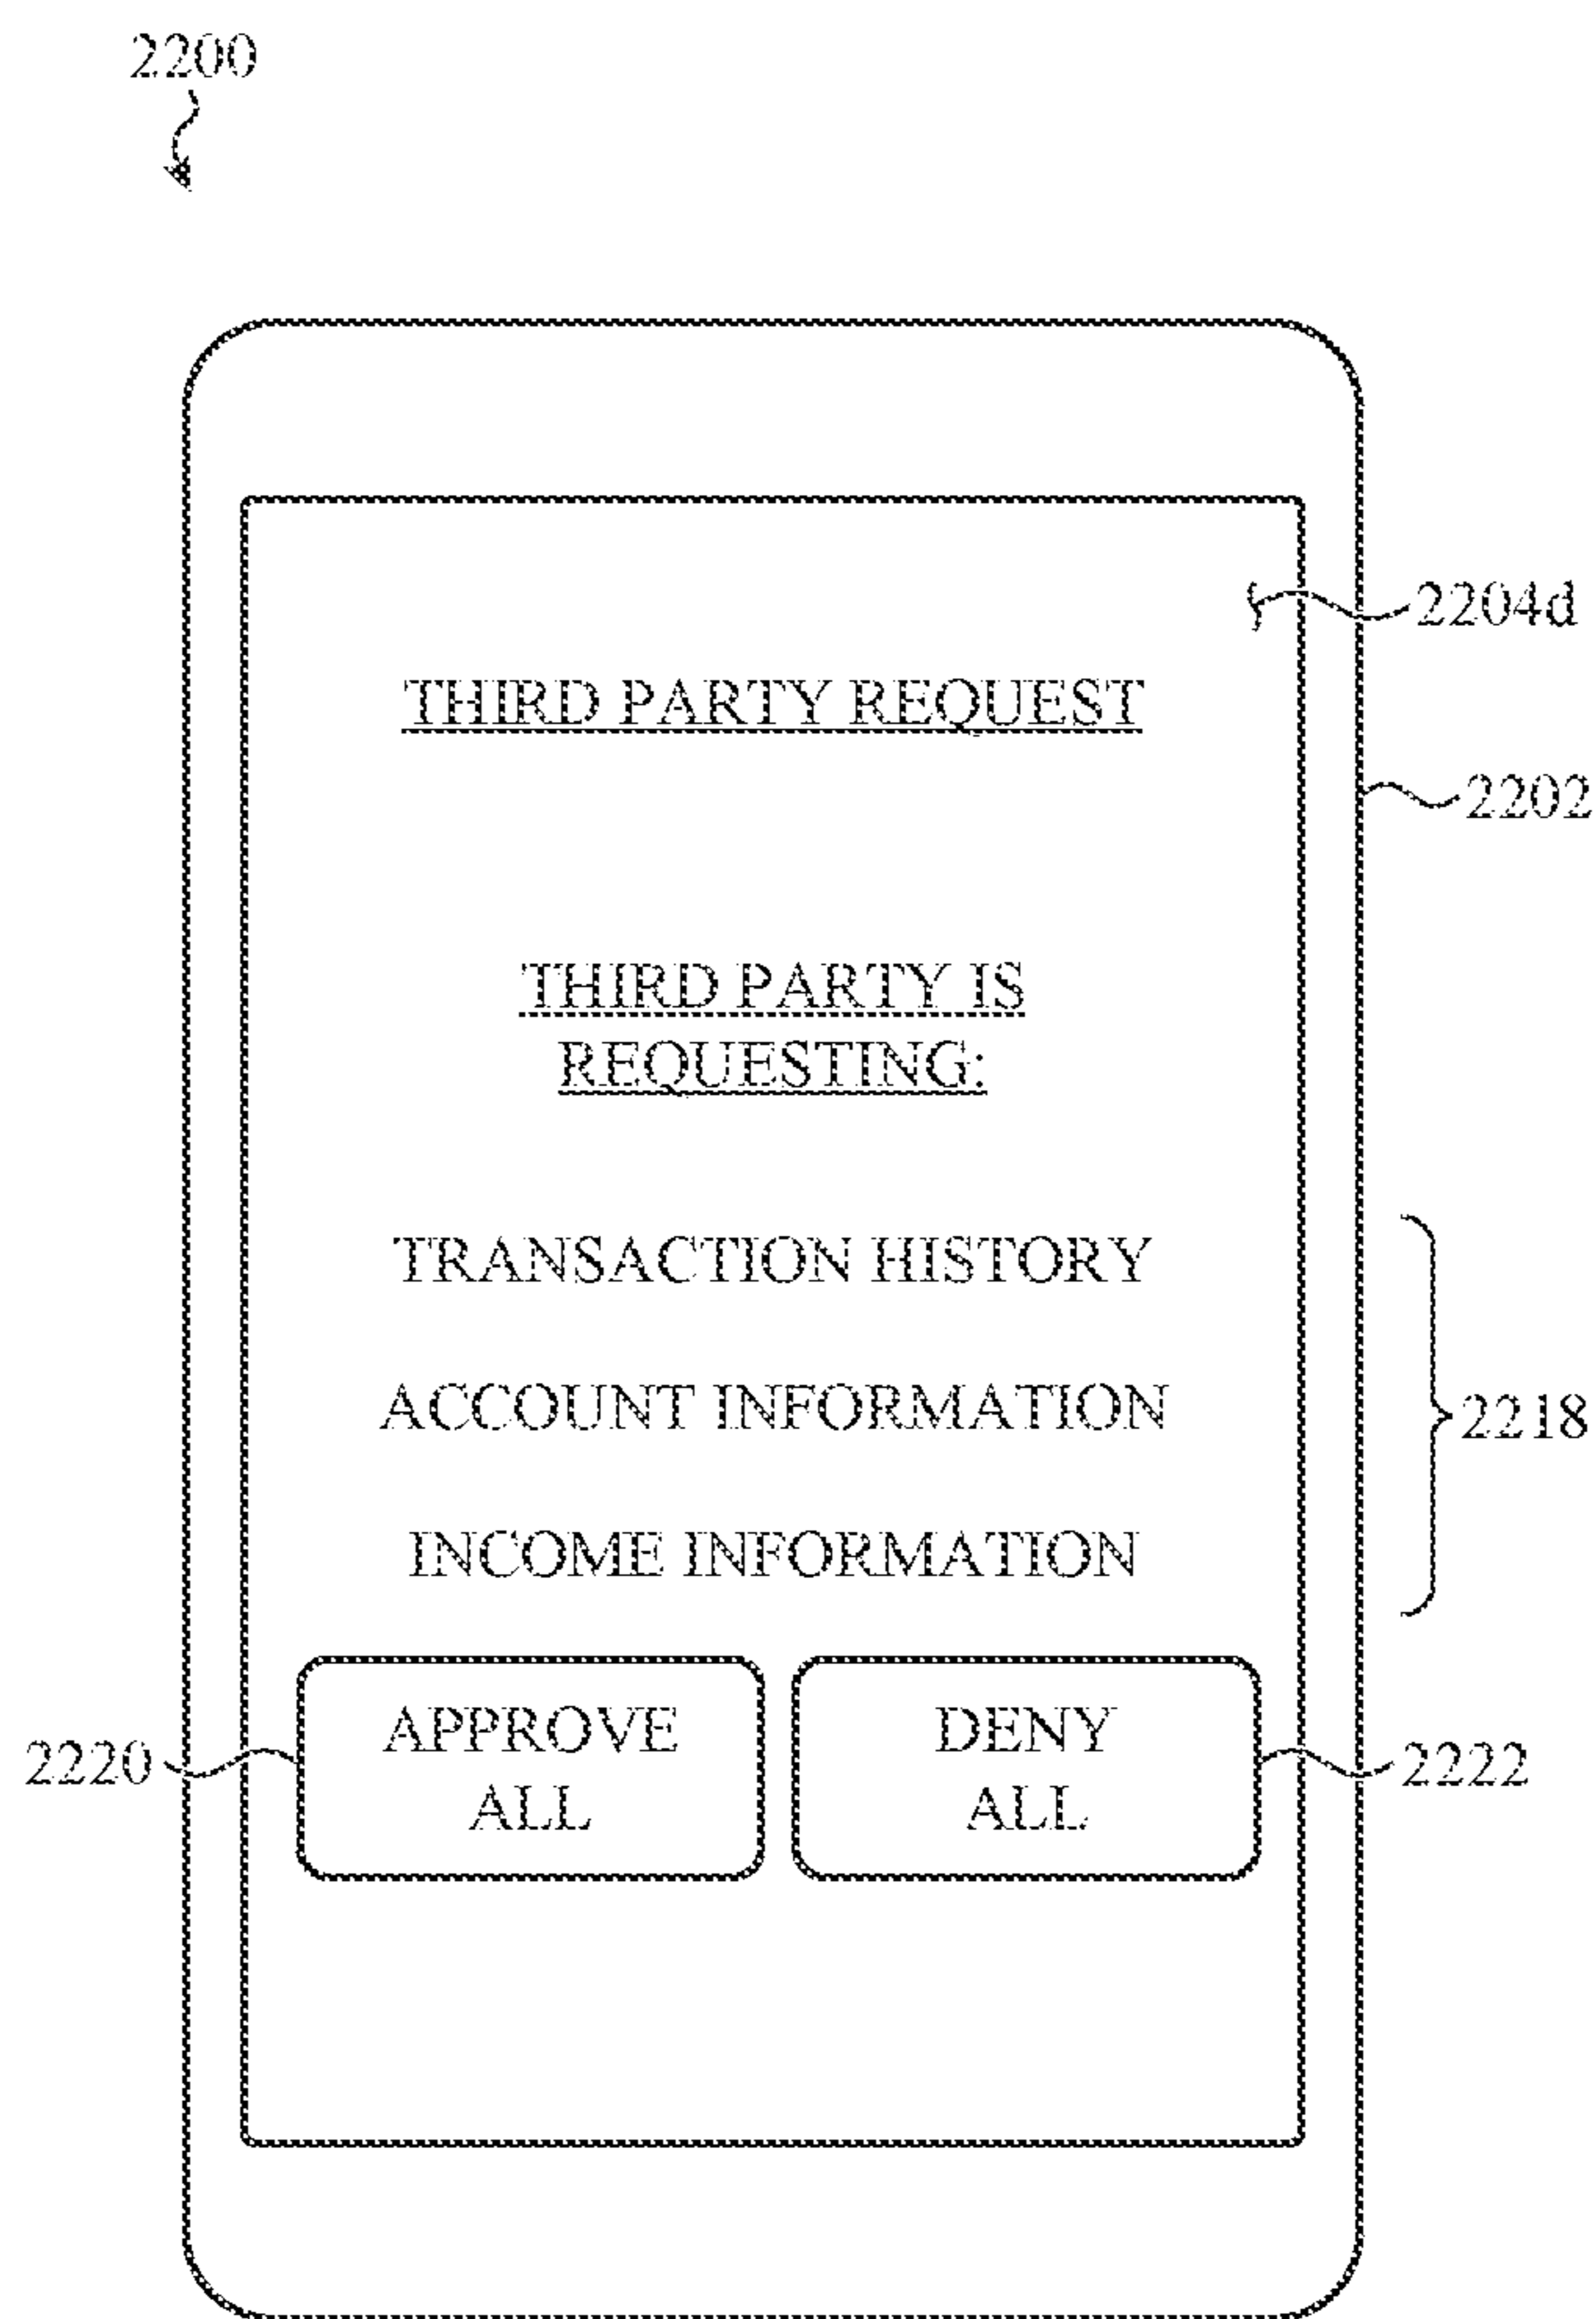 2200
2204d
THIRD PARTY REQUEST
2202
THIRD PARTY IS
REQUESTING:
TRANSACTION HISTORY
ACCOUNT INFORMATION
2218
INCOME INFORMATION
APPROVE
ALL
DENY
ALL
2220
2222